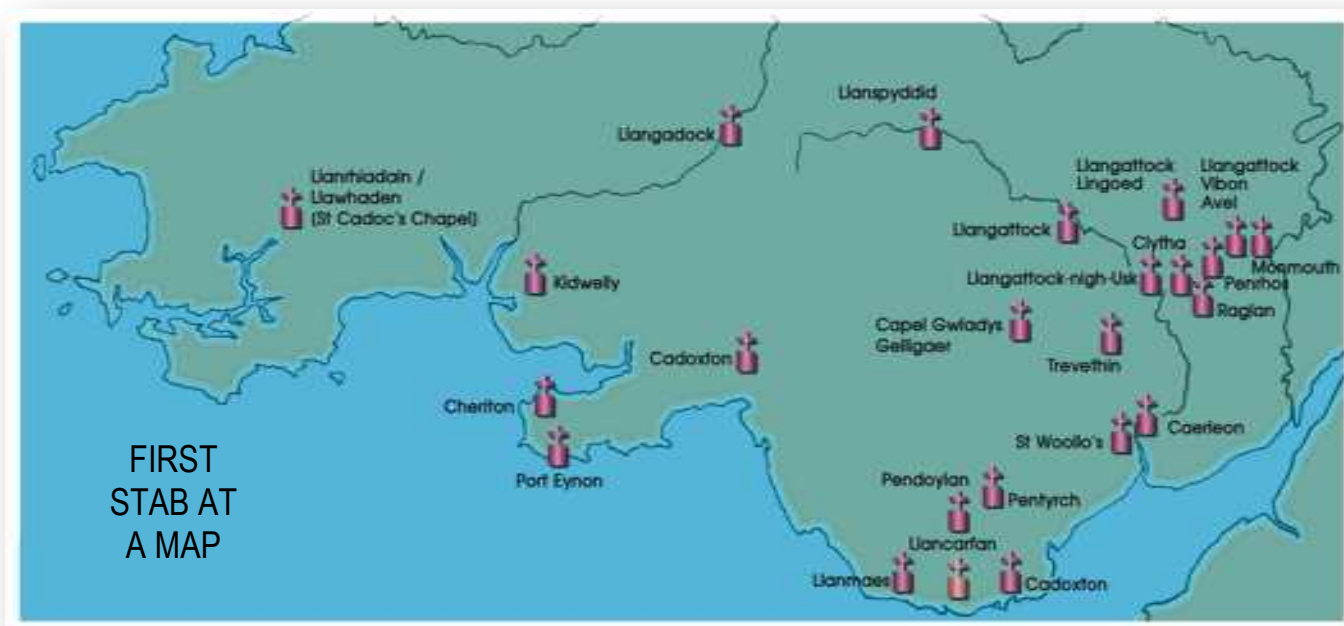 Llanspyddid
Llangadock
Llanrhiadain /
Llawhaden
(St Cadoc's Chapel)
Llangattock
Lingoed
Llangattock
Vibon
Avel
Llangattock
Clytha
Monmouth
Kidwelly
Llangattock-nigh-Usk
Penrhos
Raglan
Capel Gwladys
Gelligaer
Trevethin
Cadoxton
Cheriton
Port Eynon
St Woollo's
Caerleon
FIRST
STAB AT
A MAP
Pendoylan
Pentyrch
Llancarfan
Llanmaes
Cadoxton